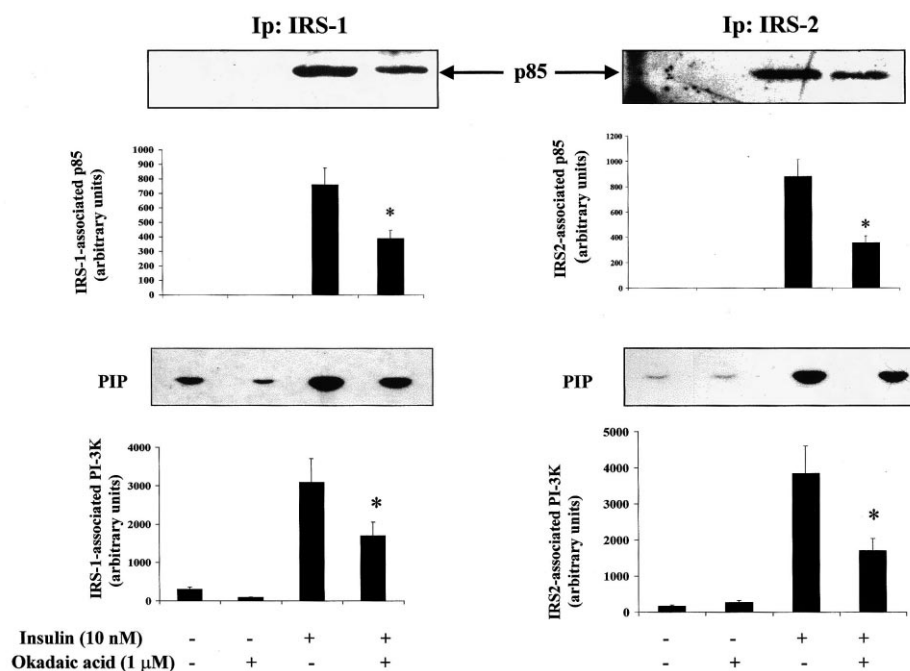 Ip: IRS-1
Ip: IRS-2
p85
IRS-1-associated p85
(arbitrary units)
1000
900
800
700
600
500
400
300
200
100
0
*
IRS2-associated p85
(arbitrary units)
1200
1000
800
600
400
200
0
*
PIP
PIP
IRS-1-associated PI-3K
(arbitrary units)
4000
3000
2000
1000
0
*
IRS2-associated PI-3K
(arbitrary units)
5000
4000
3000
2000
1000
0
*
Insulin (10 nM) - - + + - - + +
Okadaic acid (1 µM) - + - + - + - +